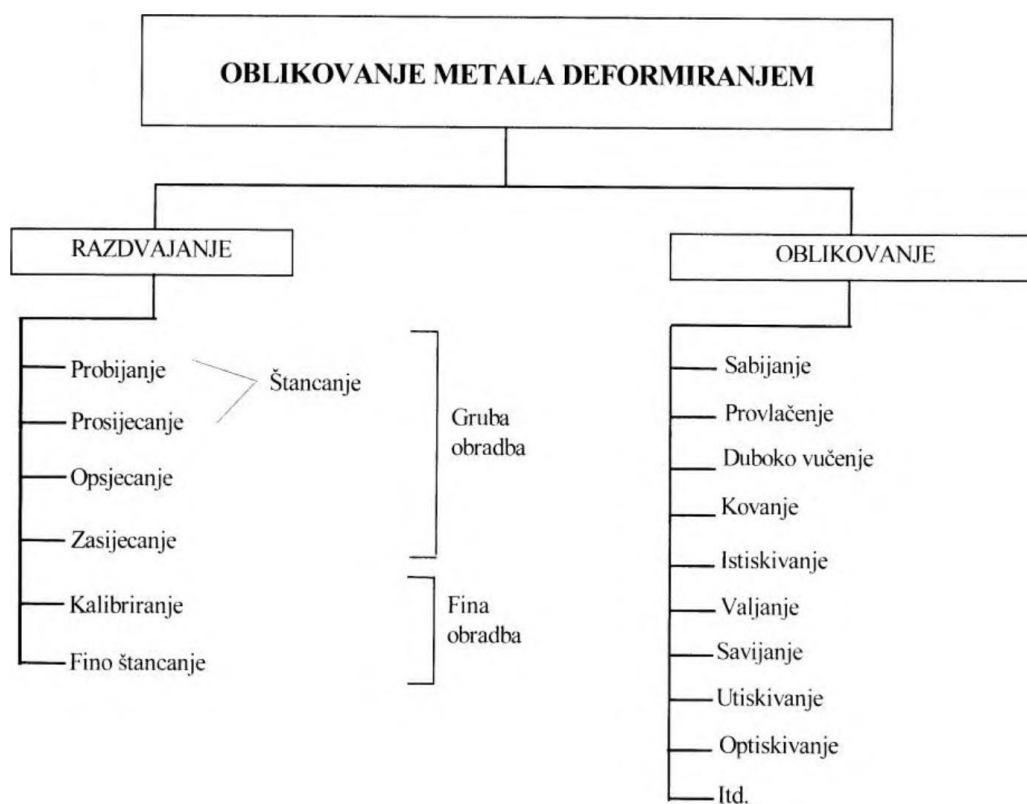 OBLIKOVANJE METALA DEFORMIRANJEM
RAZDVAJANJE
Probijanje
Prosijecanje
Štancanje
Opsjecanje
Zasijecanje
Kalibriranje
Fino štancanje
Gruba
obradba
Fina
obradba
OBLIKOVANJE
Sabijanje
Provlačenje
Duboko vučenje
Kovanje
Istiskivanje
Valjanje
Savijanje
Utiskivanje
Optiskivanje
Itd.